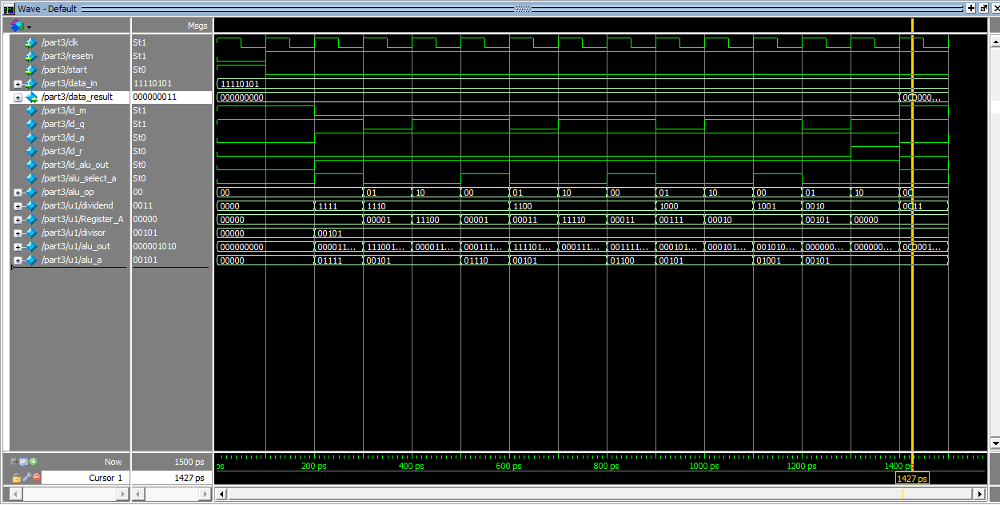 Wave - Default
Msgs
/part3/clk St1
/part3/resetn St1
/part3/start St0
/part3/data_in 11110101 11110101
/part3/data_result 000000011 000000000 000000...
/part3/ld_m St1
/part3/ld_q St1
/part3/ld_a St0
/part3/ld_r St0
/part3/ld_alu_out St0
/part3/alu_select_a St0
/part3/alu_op 00 00 01 10 00 01 10 00 01 10 00 01 10 00
/part3/u1/dividend 0011 0000 1111 1110 1100 1000 1001 0010 0011
/part3/u1/Register_A 00000 00000 00001 11100 00001 00011 11110 00011 00111 00010 00101 00000
/part3/u1/divisor 00101 00000 00101
/part3/u1/alu_out 000001010 000000000 000011... 111001... 000011... 000111... 111101... 000111... 001111... 000101... 000101... 001010... 000000... 000000... 000001...
/part3/u1/alu_a 00101 00000 01111 00101 01110 00101 01100 00101 01001 00101
Now 1500 ps ps 200 ps 400 ps 600 ps 800 ps 1000 ps 1200 ps 1400 ps
Cursor 1 1427 ps 1427 ps